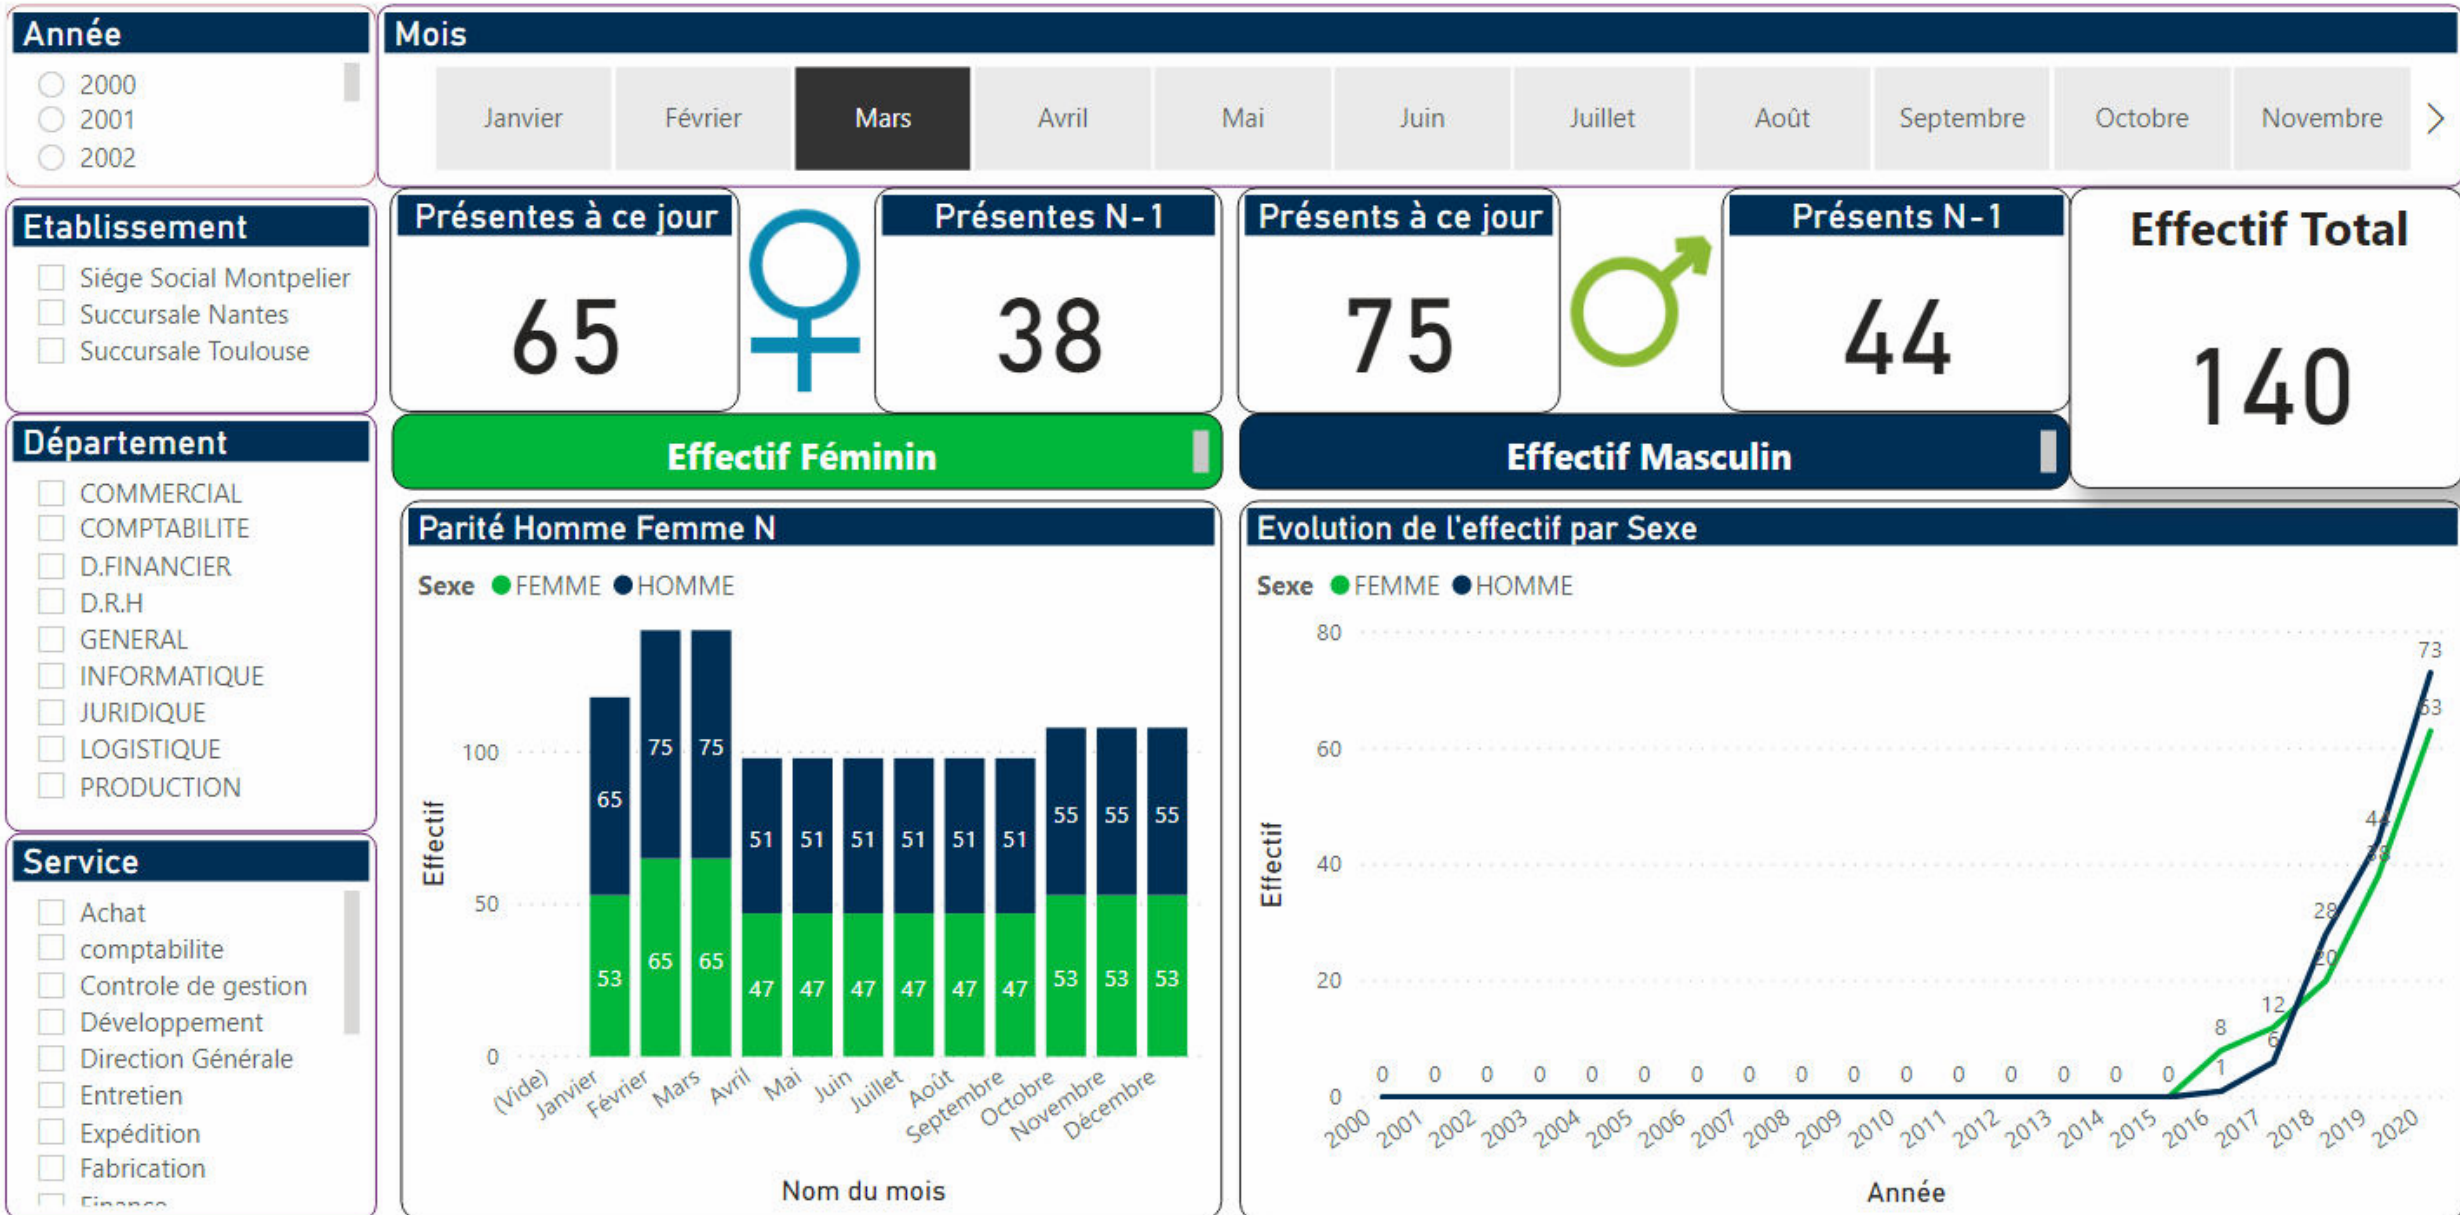 Année
2000
2001
2002
Mois
Janvier Février Mars Avril Mai Juin Juillet Août Septembre Octobre Novembre
Etablissement
Siége Social Montpelier
Succursale Nantes
Succursale Toulouse
Département
COMMERCIAL
COMPTABILITE
D.FINANCIER
D.R.H
GENERAL
INFORMATIQUE
JURIDIQUE
LOGISTIQUE
PRODUCTION
Service
Achat
comptabilite
Controle de gestion
Développement
Direction Générale
Entretien
Expédition
Fabrication
Finance
Présentes à ce jour
65
Présentes N-1
38
Effectif Féminin
Présents à ce jour
75
Présents N-1
44
Effectif Masculin
Effectif Total
140
Parité Homme Femme N
Sexe FEMME HOMME
Effectif
100
50
0
65 75 75 51 51 51 51 51 51 55 55 55
53 65 65 47 47 47 47 47 47 53 53 53
(Vide) Janvier Février Mars Avril Mai Juin Juillet Août Septembre Octobre Novembre Décembre
Nom du mois
Evolution de l'effectif par Sexe
Sexe FEMME HOMME
Effectif
80
60
40
20
0
73
63
44
38
28
20
12
6
8
1
0 0 0 0 0 0 0 0 0 0 0 0 0 0 0 0
2000 2001 2002 2003 2004 2005 2006 2007 2008 2009 2010 2011 2012 2013 2014 2015 2016 2017 2018 2019 2020
Année